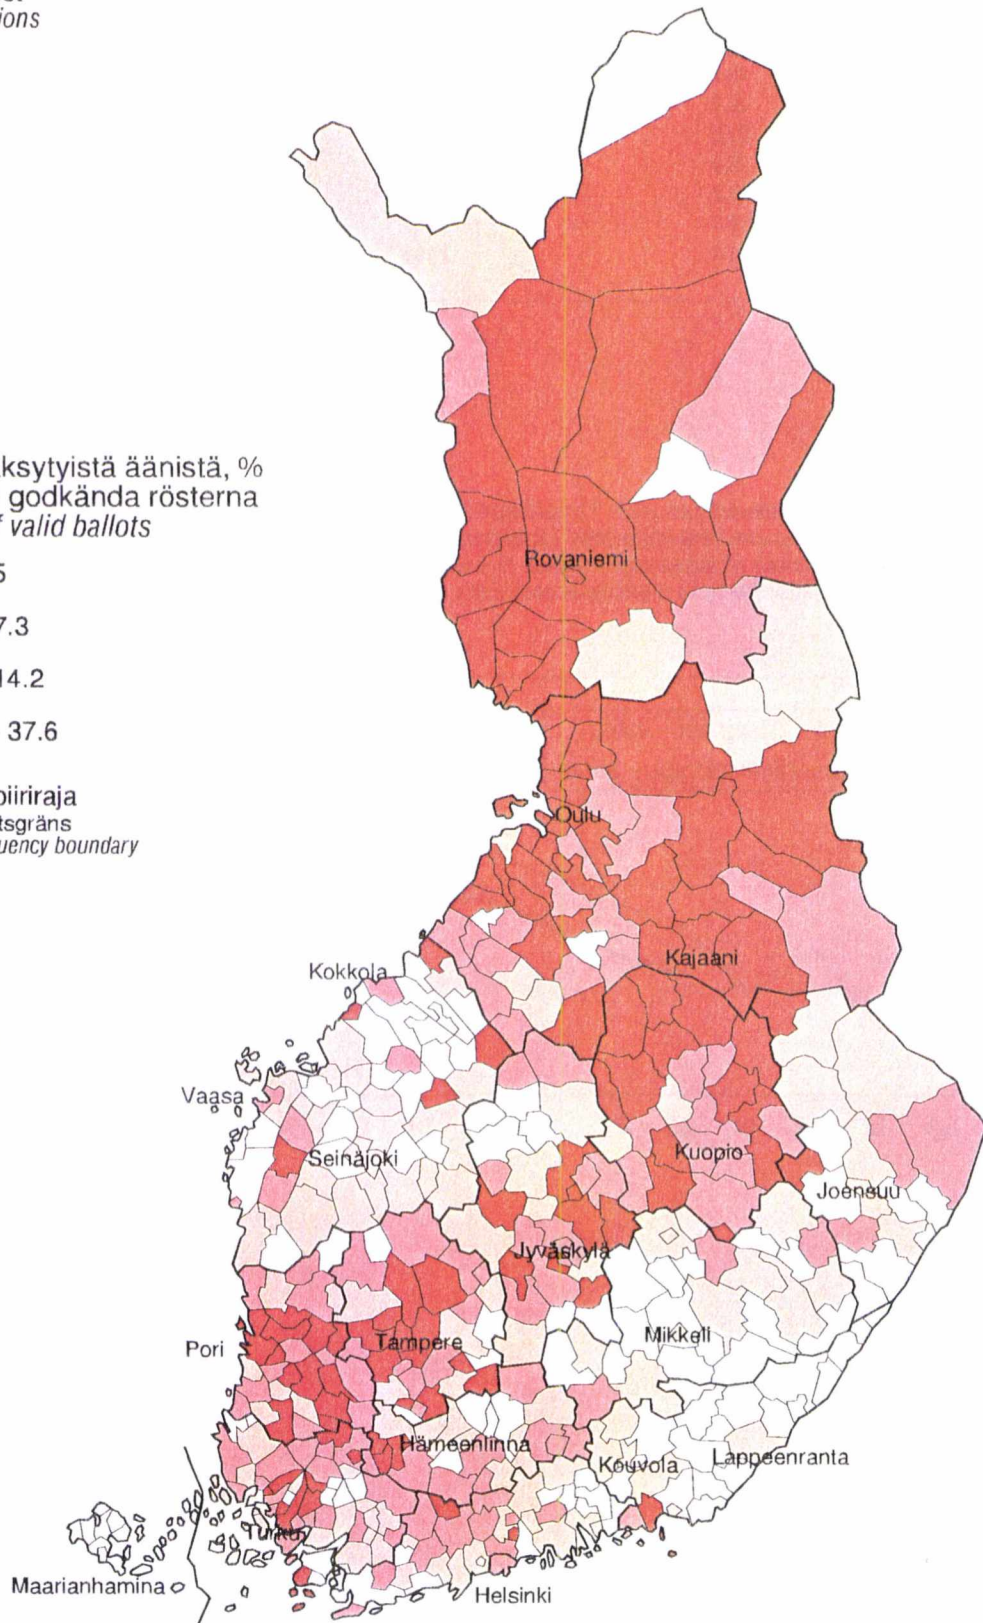 ions
ksytyistä äänistä, %
godkända rösterna
valid ballots
5
7.3
14.2
37.6
piiriraja
tsgräns
uency boundary
Rovaniemi
Oulu
Kajaani
Kokkola
Vaasa
Seinäjoki
Kuopio
Joensuu
Jyväskylä
Mikkeli
Pori
Tampere
Hämeenlinna
Kouvola
Lappeenranta
Turku
Maarianhamina
Helsinki